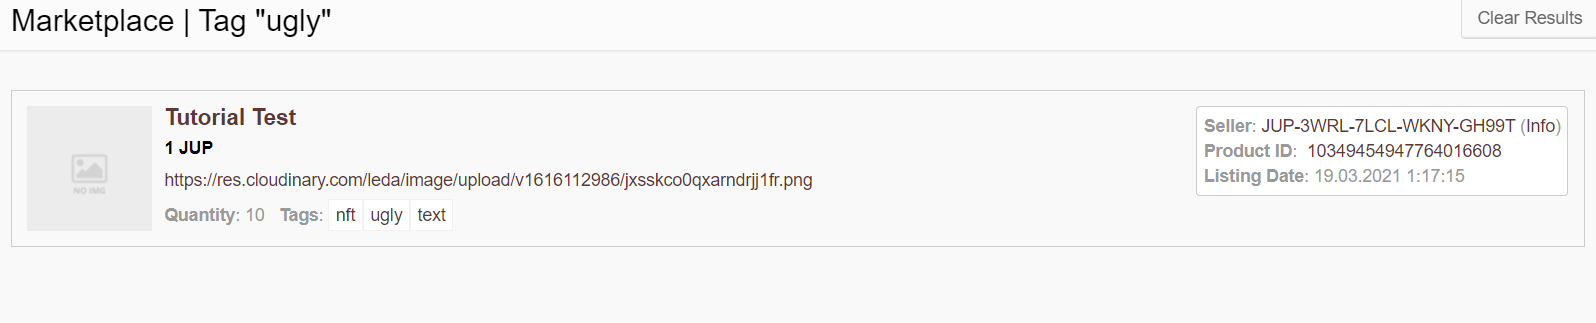 Marketplace | Tag "ugly"
Clear Results
NO IMG
Tutorial Test
1 JUP
https://res.cloudinary.com/leda/image/upload/v1616112986/jxsskco0qxarndrjj1fr.png
Quantity: 10 Tags: nft ugly text
Seller: JUP-3WRL-7LCL-WKNY-GH99T (Info)
Product ID: 10349454947764016608
Listing Date: 19.03.2021 1:17:15